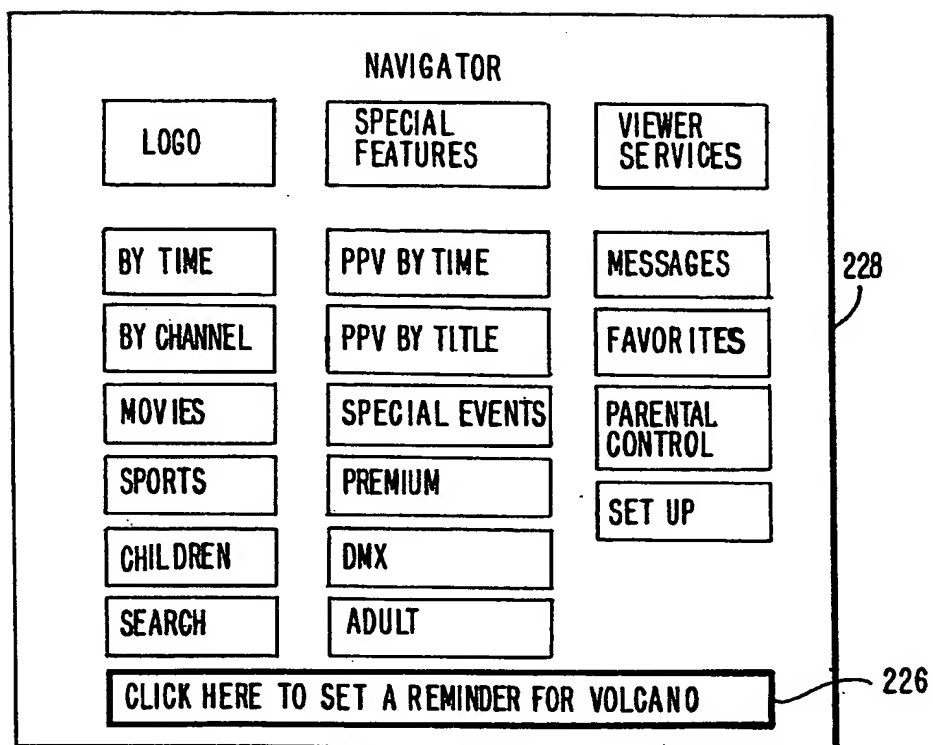 NAVIGATOR
LOGO
SPECIAL
FEATURES
VIEWER
SERVICES
BY TIME
PPV BY TIME
MESSAGES
BY CHANNEL
PPV BY TITLE
FAVORITES
MOVIES
SPECIAL EVENTS
PARENTAL
CONTROL
SPORTS
PREMIUM
SET UP
CHILDREN
DMX
SEARCH
ADULT
CLICK HERE TO SET A REMINDER FOR VOLCANO
228
226